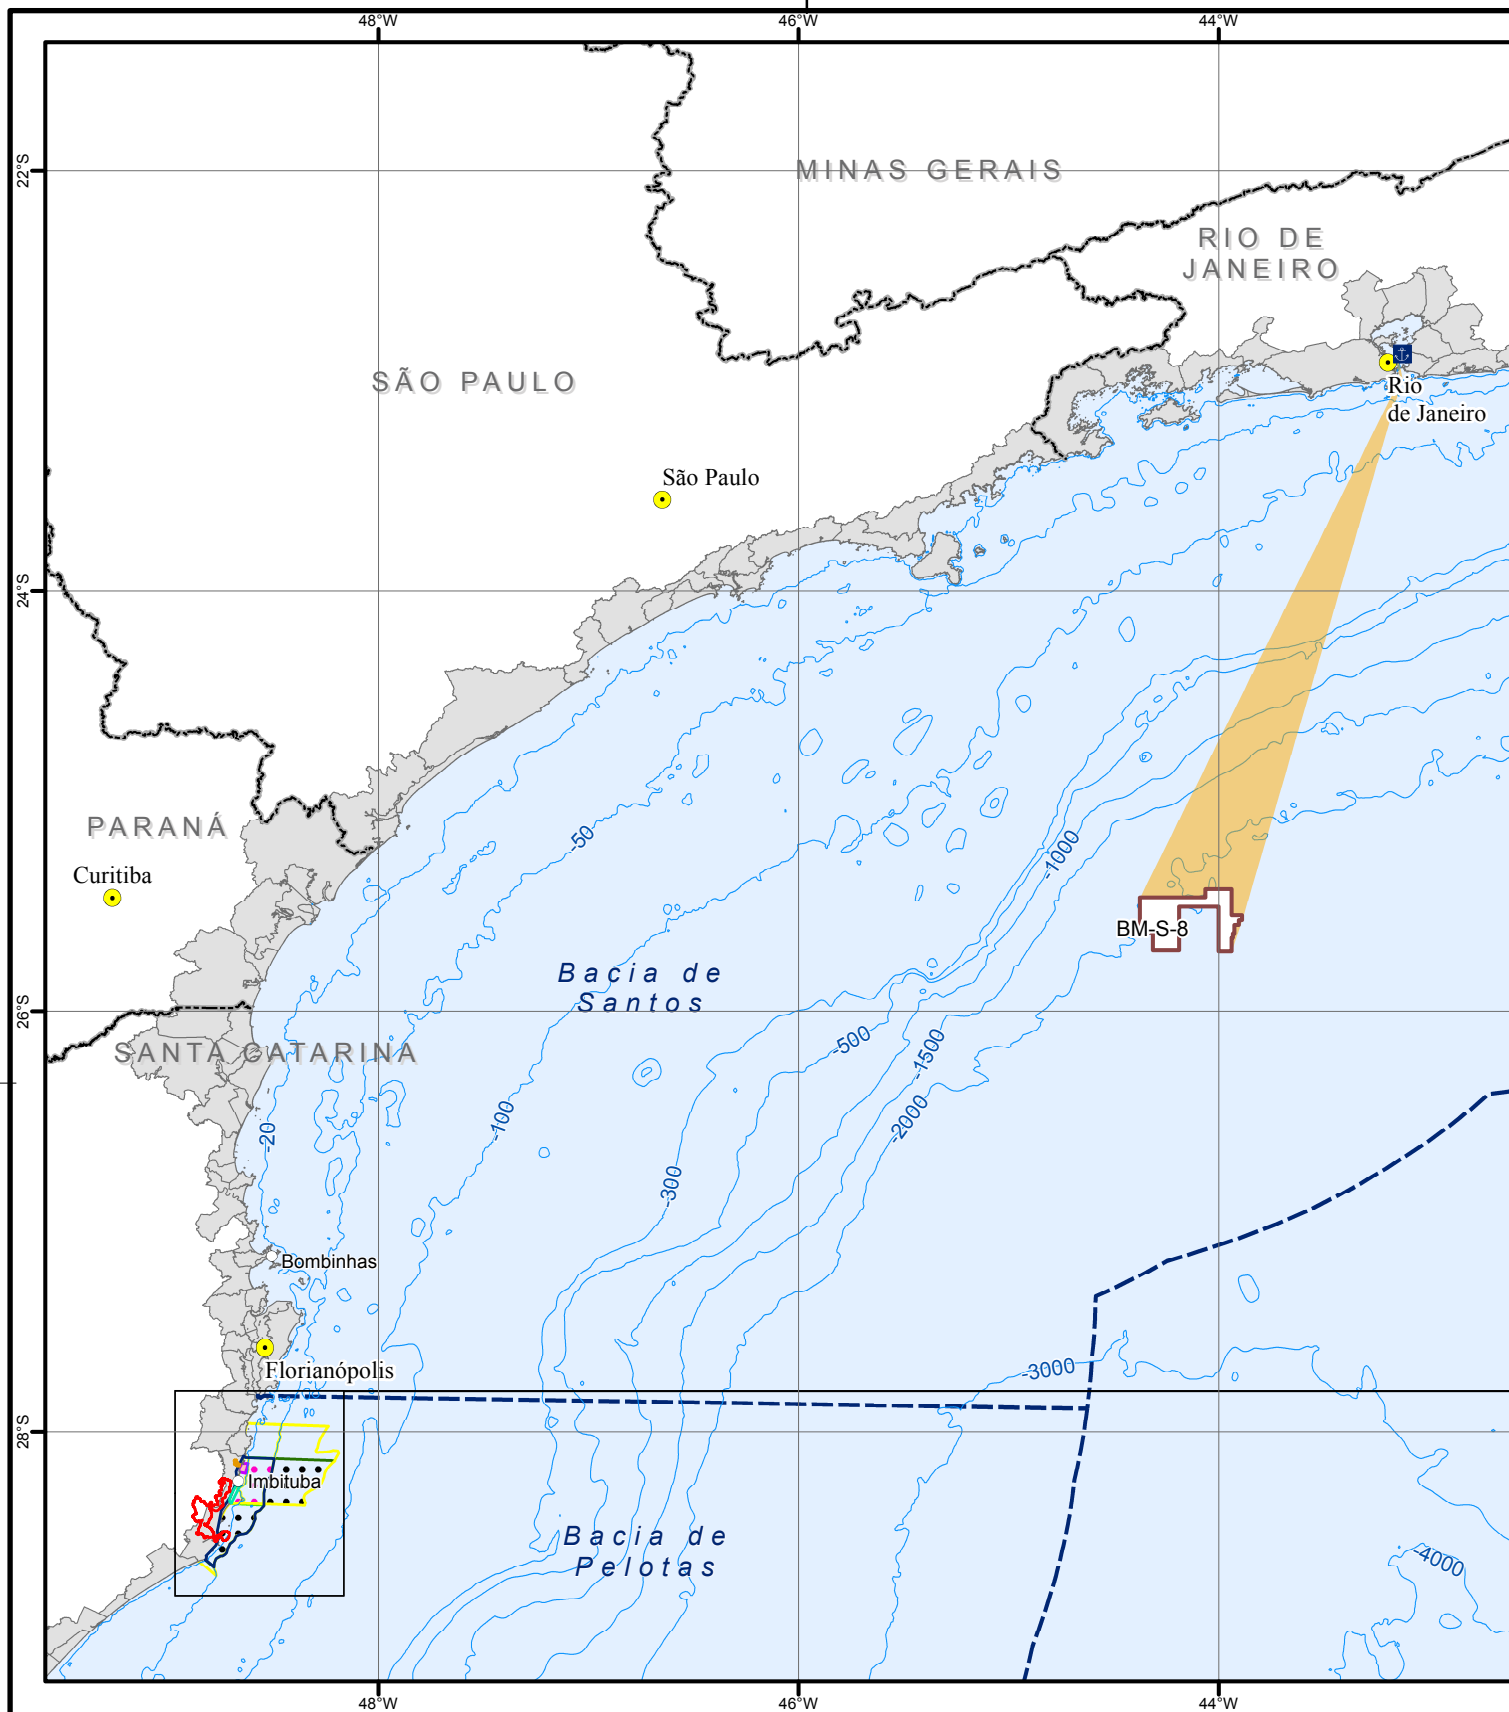 48°W
46°W
44°W
22°S
MINAS GERAIS
RIO DE
JANEIRO
SÃO PAULO
Rio
de Janeiro
São Paulo
24°S
PARANÁ
-50
-1000
Curitiba
BM-S-8
Bacia de
Santos
26°S
SANTA CATARINA
-500
-1500
-20
-100
-2000
-300
Bombinhas
Florianópolis
-3000
28°S
Imbituba
Bacia de
Pelotas
-4000
48°W
46°W
44°W